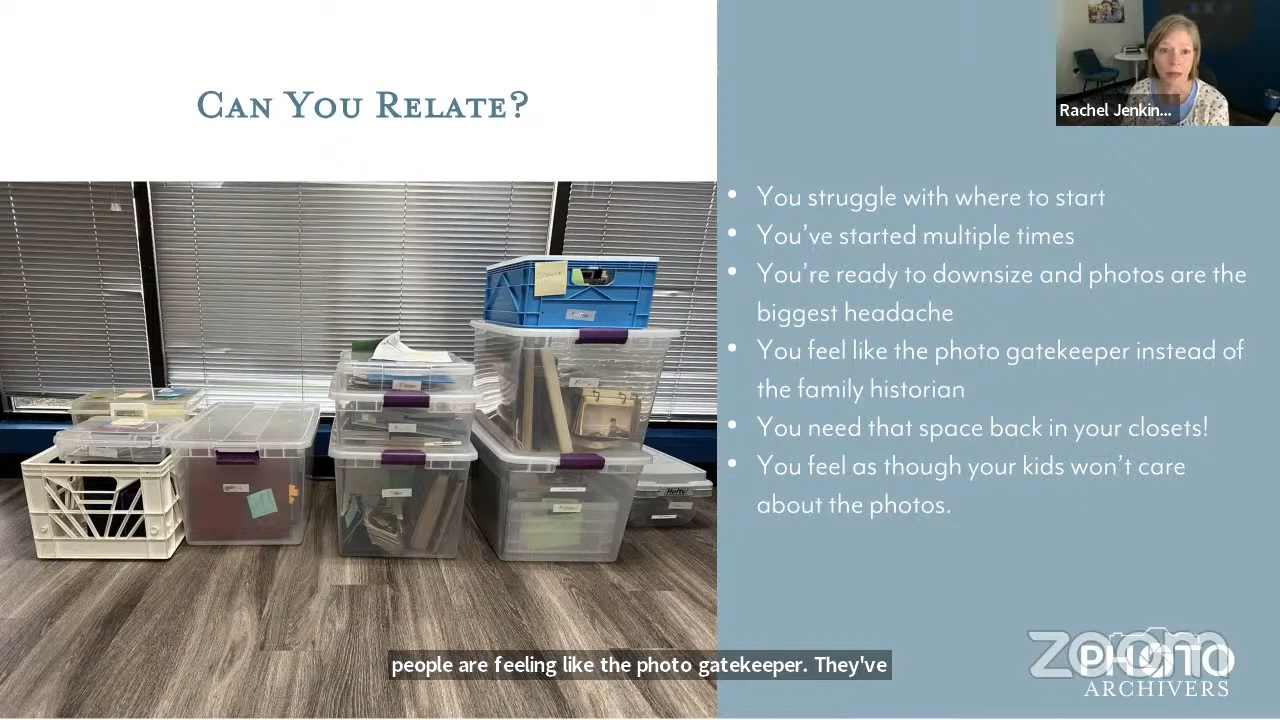 CAN YOU RELATE?
Rachel Jenkin...
• You struggle with where to start
• You've started multiple times
• You're ready to downsize and photos are the
biggest headache
• You feel like the photo gatekeeper instead of
the family historian
• You need that space back in your closets!
• You feel as though your kids won't care
about the photos.
Hefty
people are feeling like the photo gatekeeper. They've
zoom
PHOTO
ARCHIVERS